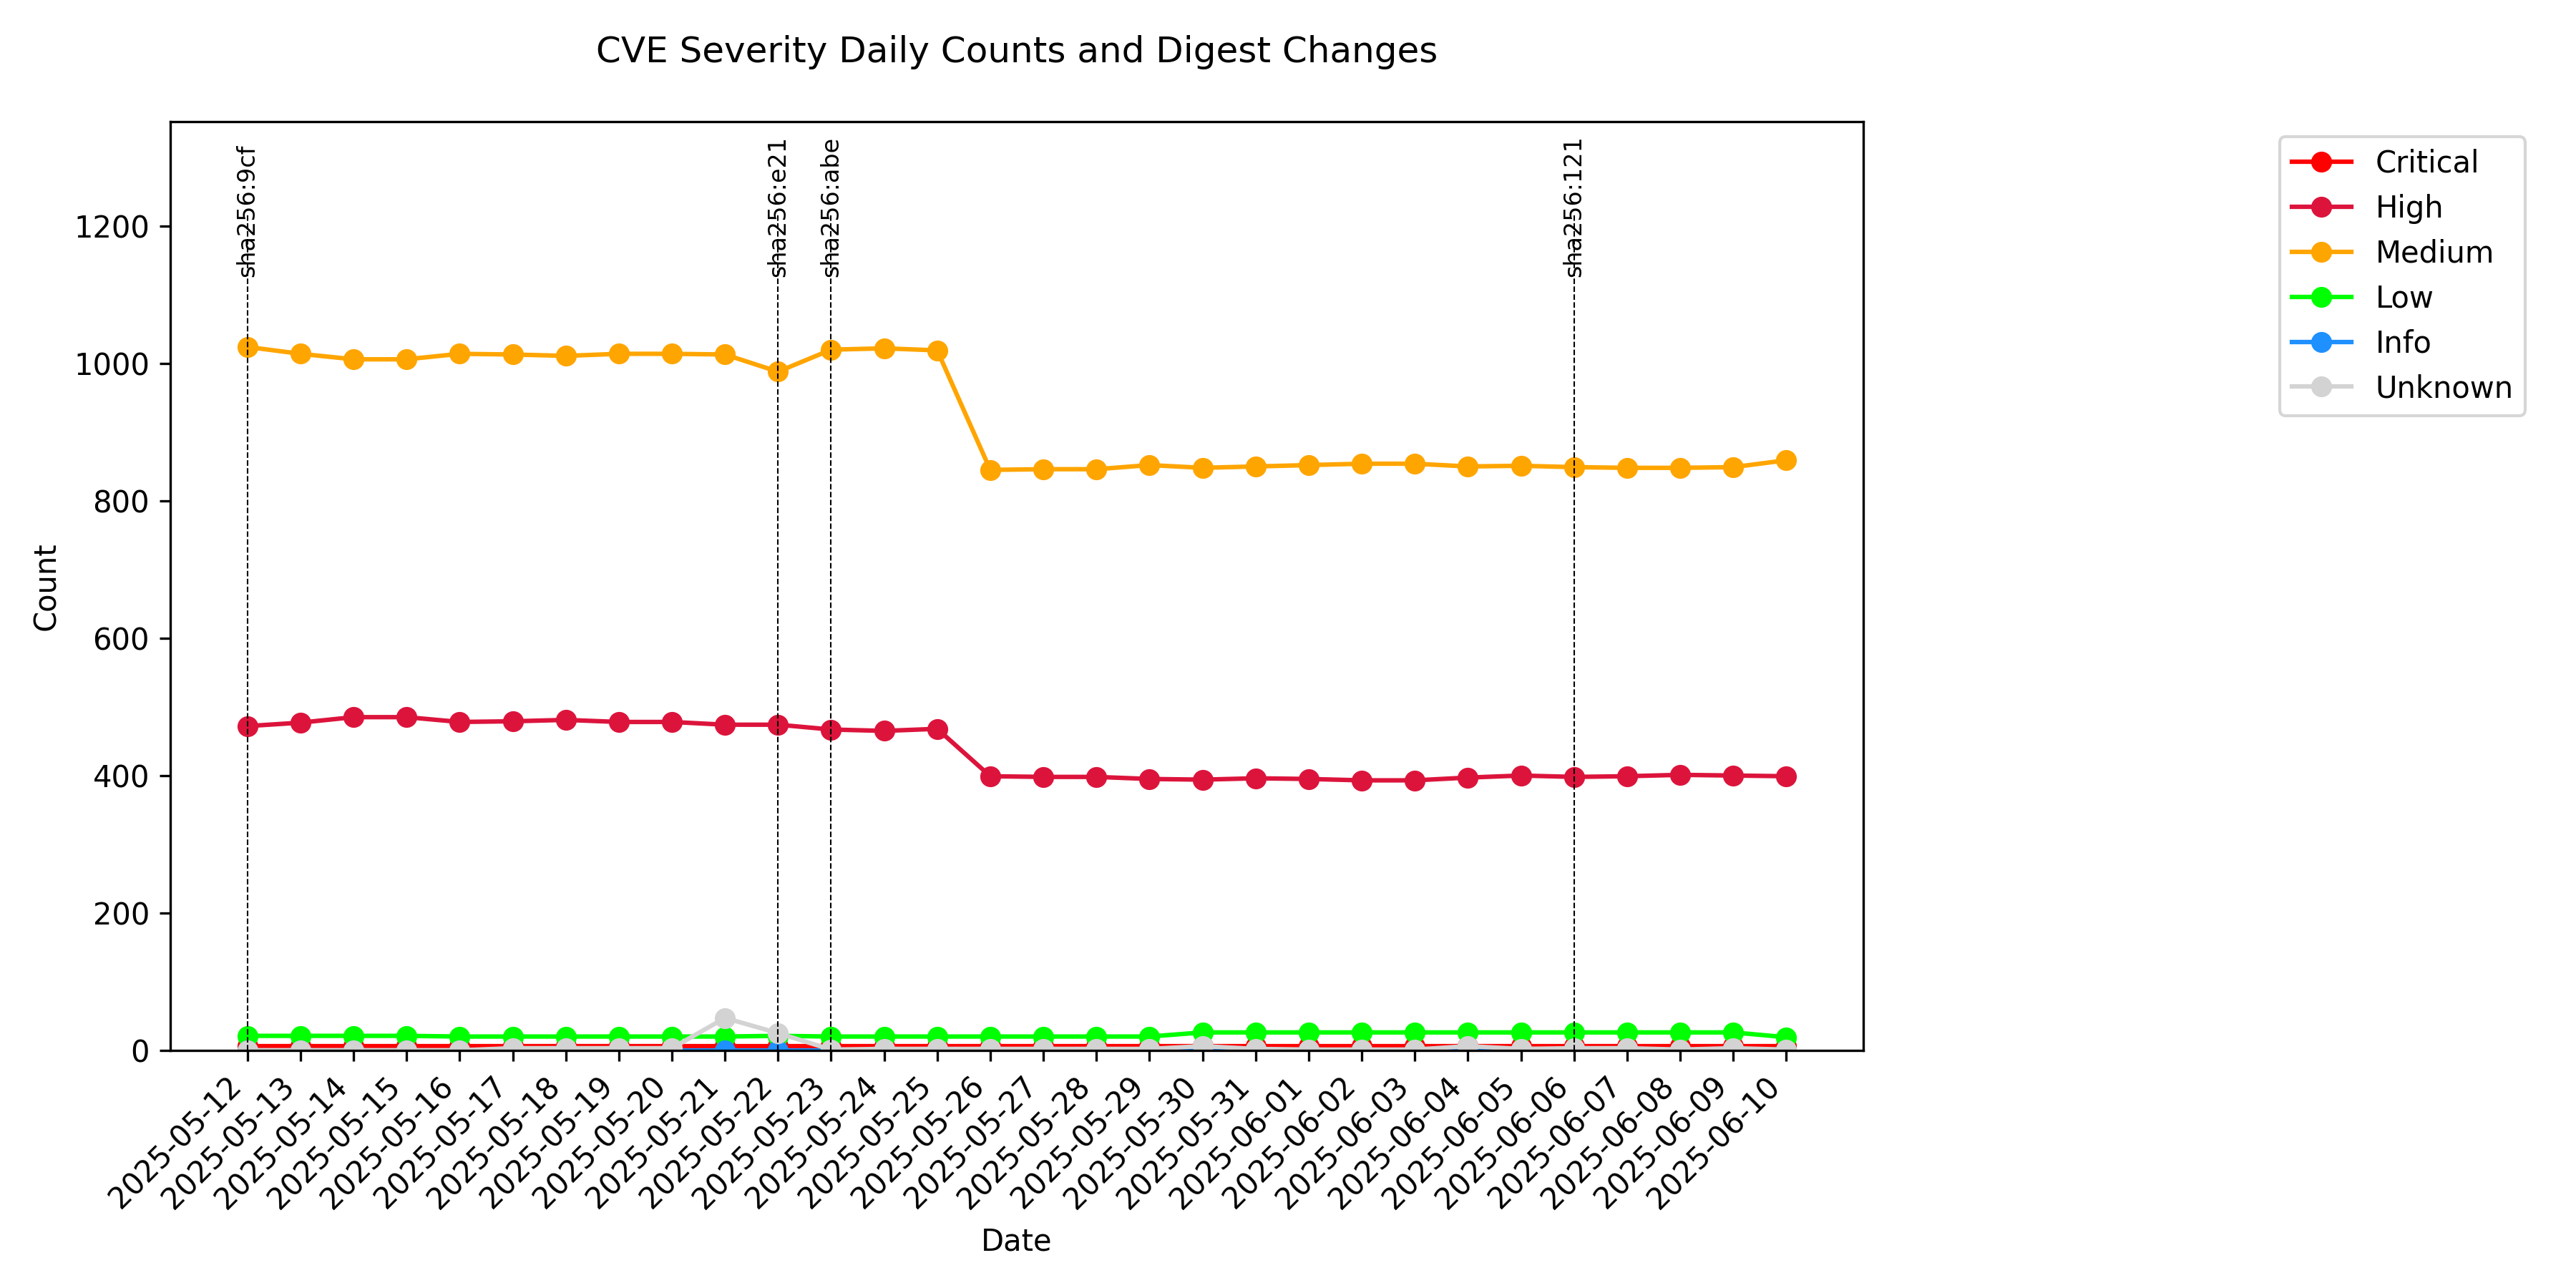 CVE Severity Daily Counts and Digest Changes
sha256:9cf
sha256:e21
sha256:abe
sha256:121
Critical
High
Medium
Low
Info
Unknown
1200
1000
800
600
400
200
0
Count
2025-05-12
2025-05-13
2025-05-14
2025-05-15
2025-05-16
2025-05-17
2025-05-18
2025-05-19
2025-05-20
2025-05-21
2025-05-22
2025-05-23
2025-05-24
2025-05-25
2025-05-26
2025-05-27
2025-05-28
2025-05-29
2025-05-30
2025-05-31
2025-06-01
2025-06-02
2025-06-03
2025-06-04
2025-06-05
2025-06-06
2025-06-07
2025-06-08
2025-06-09
2025-06-10
Date